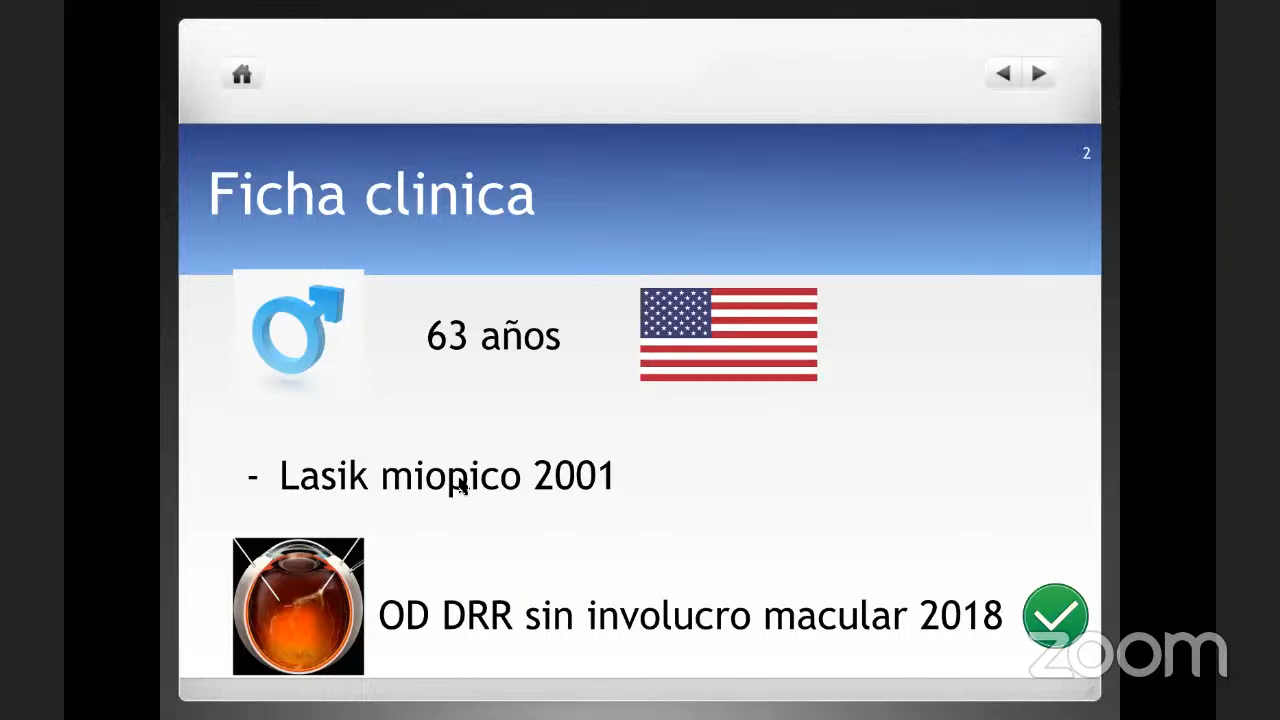 2
Ficha clinica
63 años
- Lasik miopico 2001
OD DRR sin involucro macular 2018
zoom